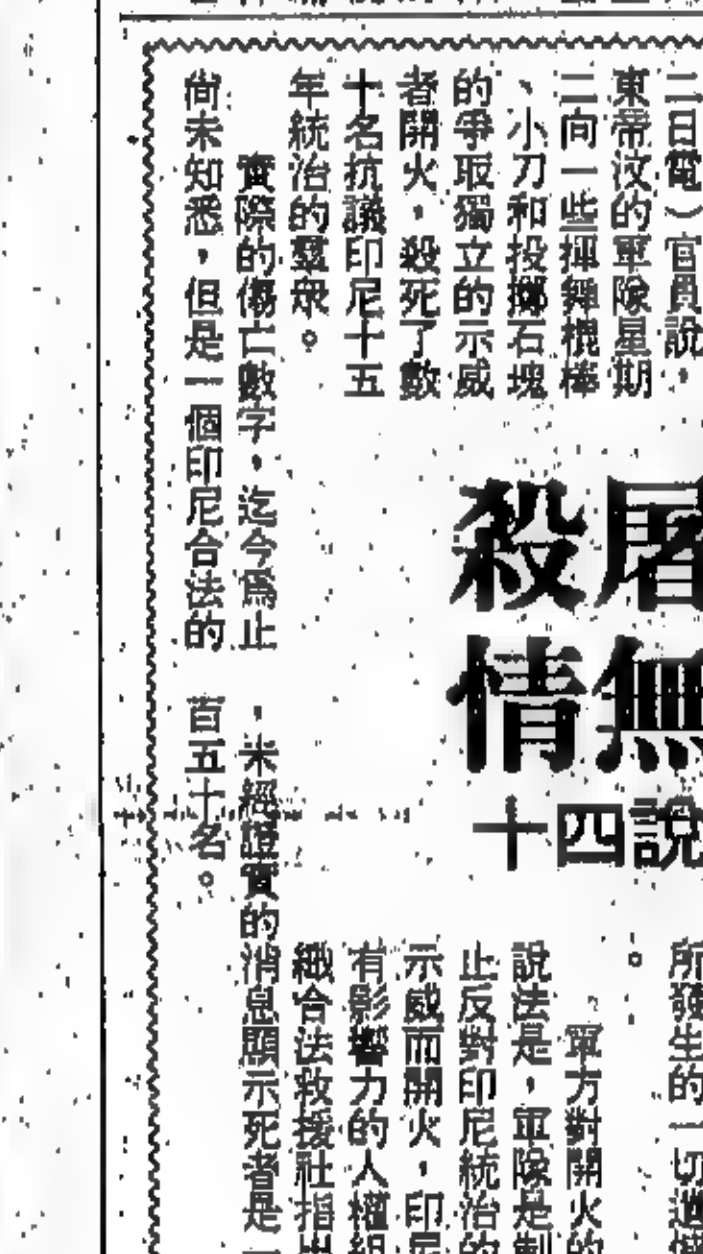 二日電）官員說，
東帝汶的軍隊星期
二向一些揮舞棍棒
、小刀和投擲石塊
的爭取獨立的示威
者開火，殺死了數
十名抗議印尼十五
年統治的羣衆。
實際的傷亡數字，迄今爲止
尚未知悉，但是一個印尼合法的
屠殺
無情
說四十
所發生的一切道
。
軍方對開火的
說法是，軍隊是制
止反對印尼統治的
示威而開火，印尼
有影響力的人權組
織合法救援社指出
，未經證實的消息顯示死者是一
百五十名。